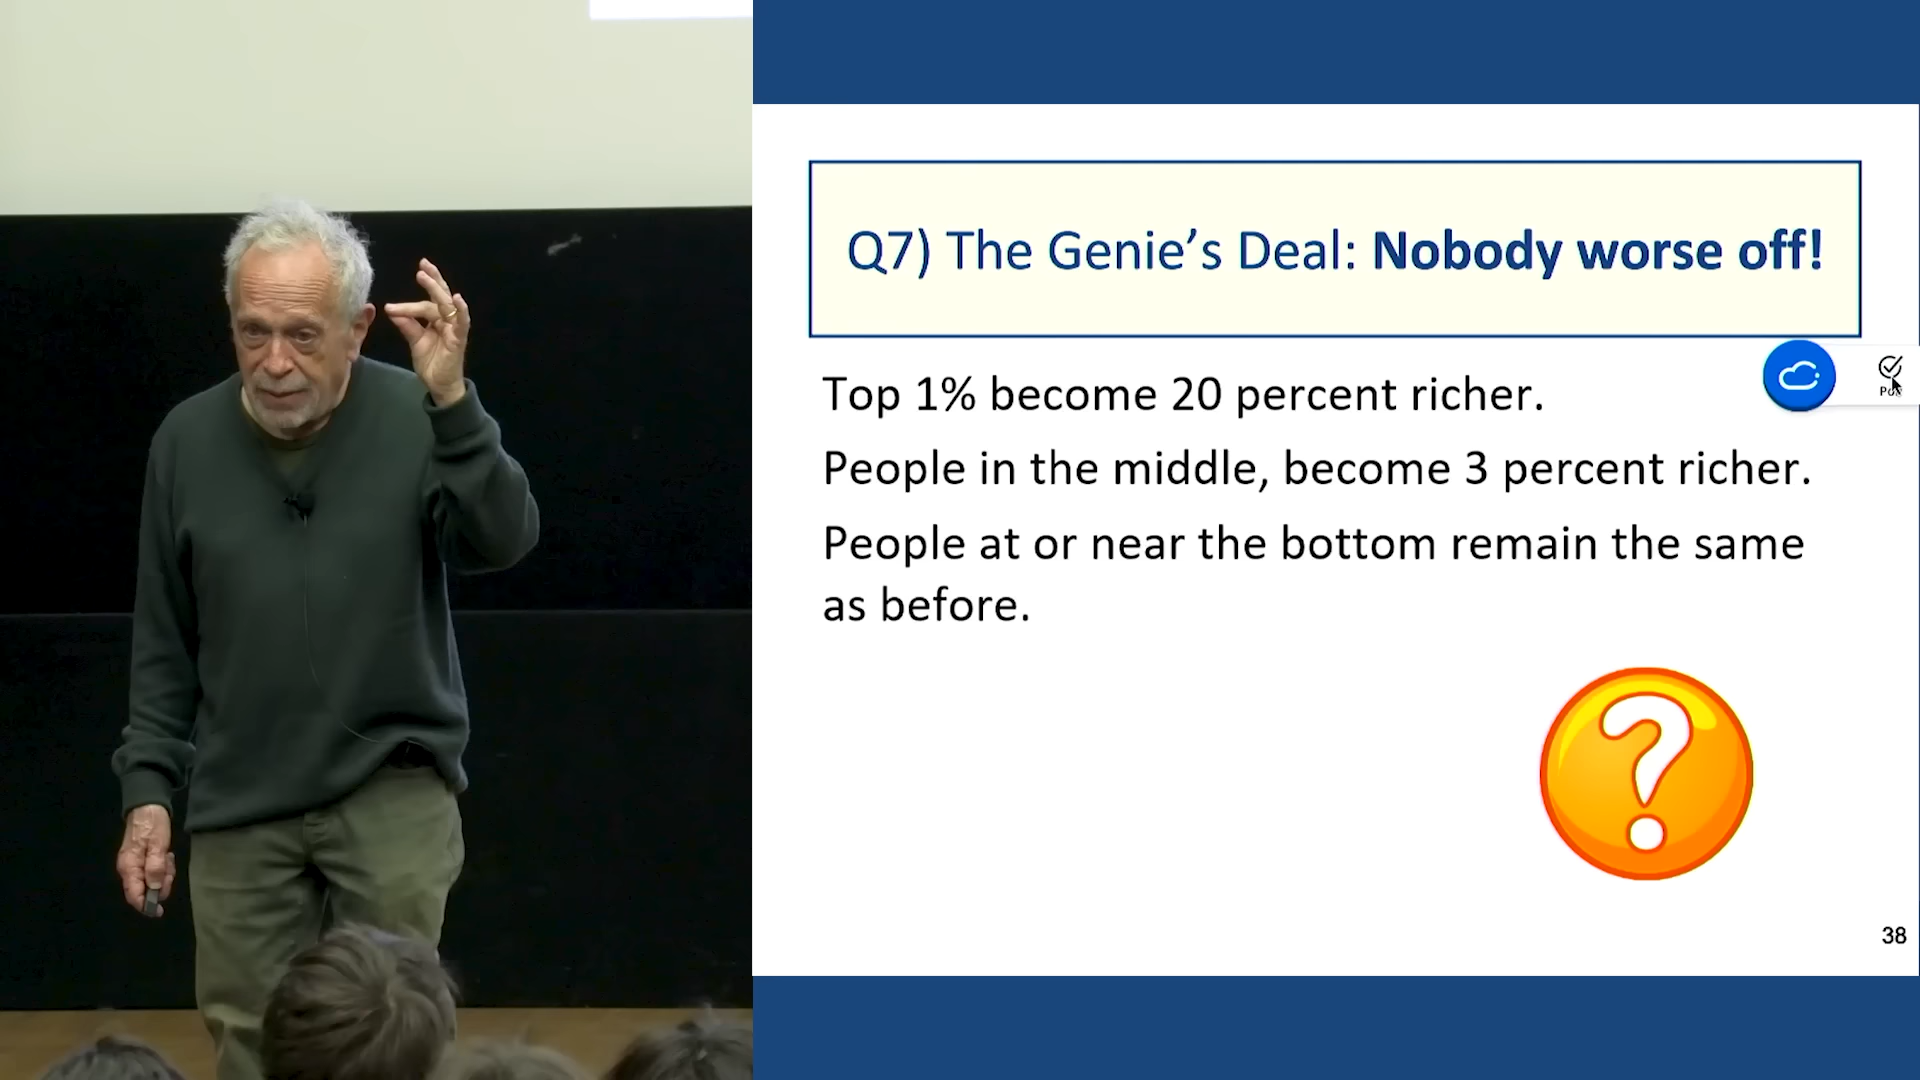 Q7) The Genie’s Deal: Nobody worse off!
Top 1% become 20 percent richer.
People in the middle, become 3 percent richer.
People at or near the bottom remain the same
as before.
38